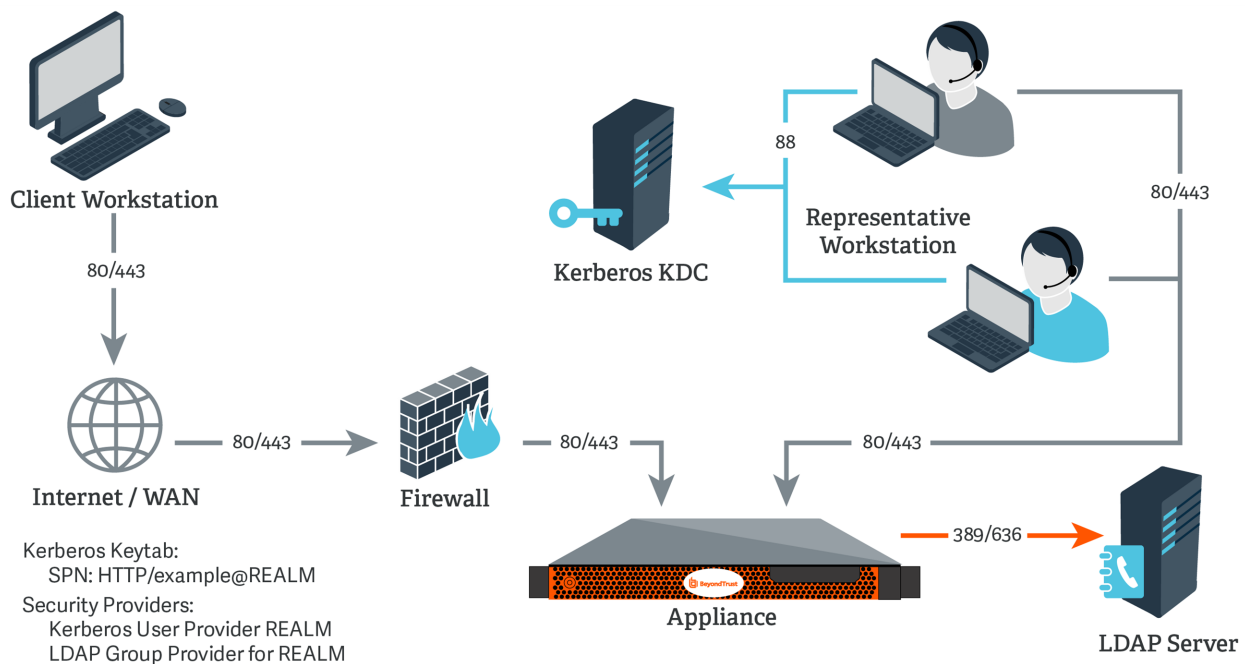 Client Workstation
80/443
Internet / WAN
80/443
Firewall
80/443
88
Kerberos KDC
Representative
Workstation
80/443
80/443
389/636
BeyondTrust
Appliance
LDAP Server
Kerberos Keytab:
SPN: HTTP/example@REALM
Security Providers:
Kerberos User Provider REALM
LDAP Group Provider for REALM